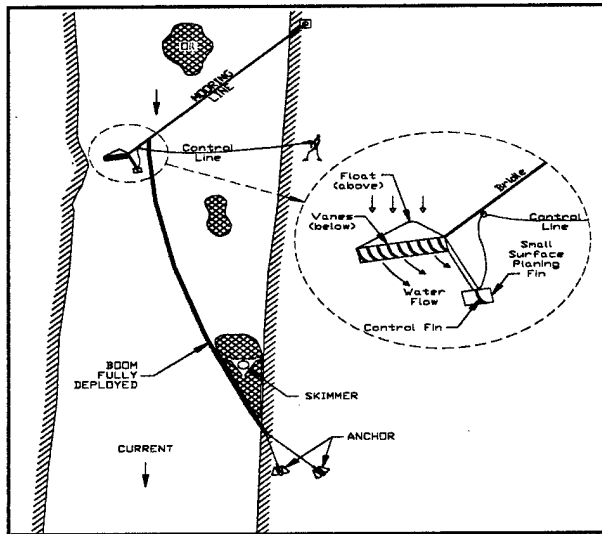 OIL
MOORING
LINE
Control
Line
Float
(above)
Vanes
(below)
Bridle
Control
Line
Small
Surface
Planing
Fin
Water
Flow
Control Fin
BOOM
FULLY
DEPLOYED
SKIMMER
ANCHOR
CURRENT